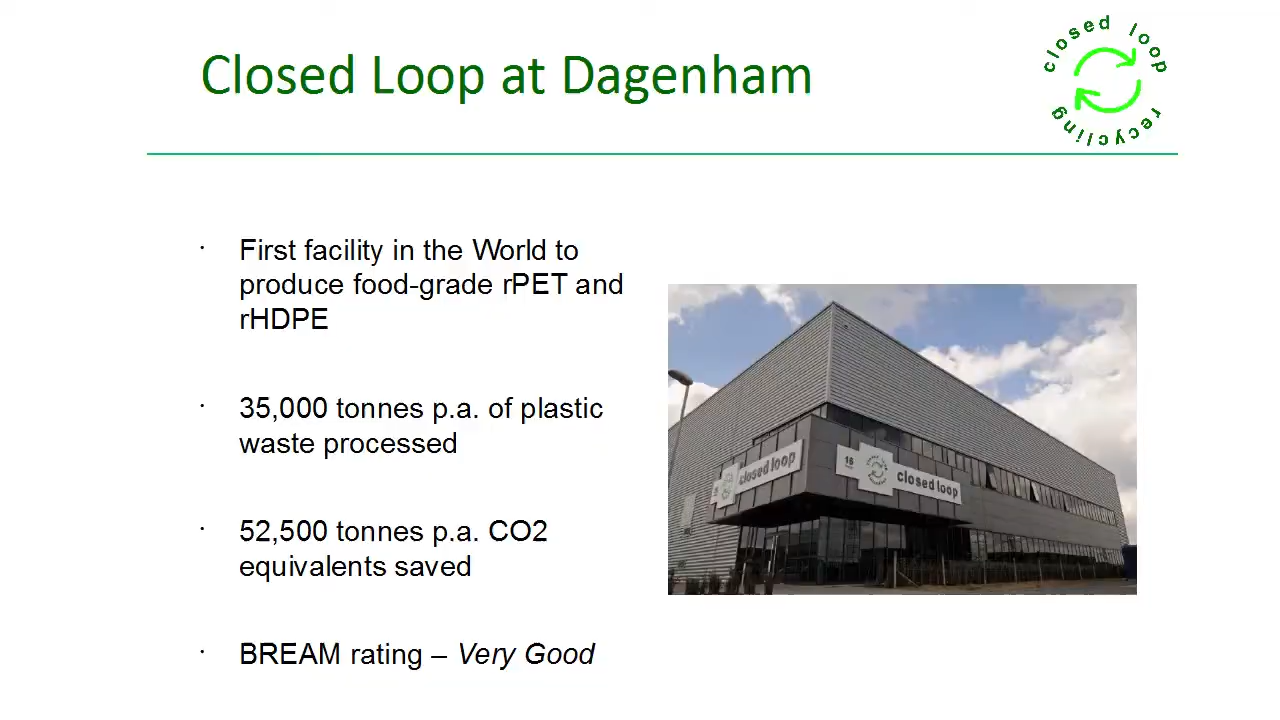 Closed Loop at Dagenham
closed loop
recycling
· First facility in the World to
produce food-grade rPET and
rHDPE
· 35,000 tonnes p.a. of plastic
waste processed
· 52,500 tonnes p.a. CO2
equivalents saved
· BREAM rating – Very Good
closed loop
16
closed loop